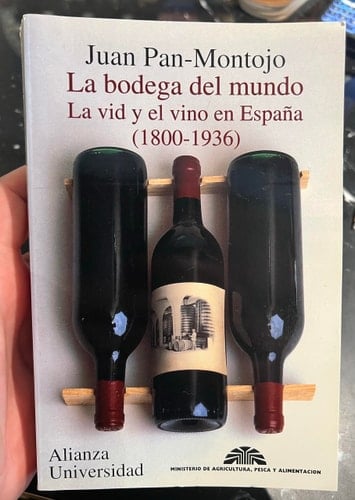 Juan Pan-Montojo
La bodega del mundo
La vid y el vino en España
(1800-1936)
Alianza
Universidad
MINISTERIO DE AGRICULTURA, PESCA Y ALIMENTACION